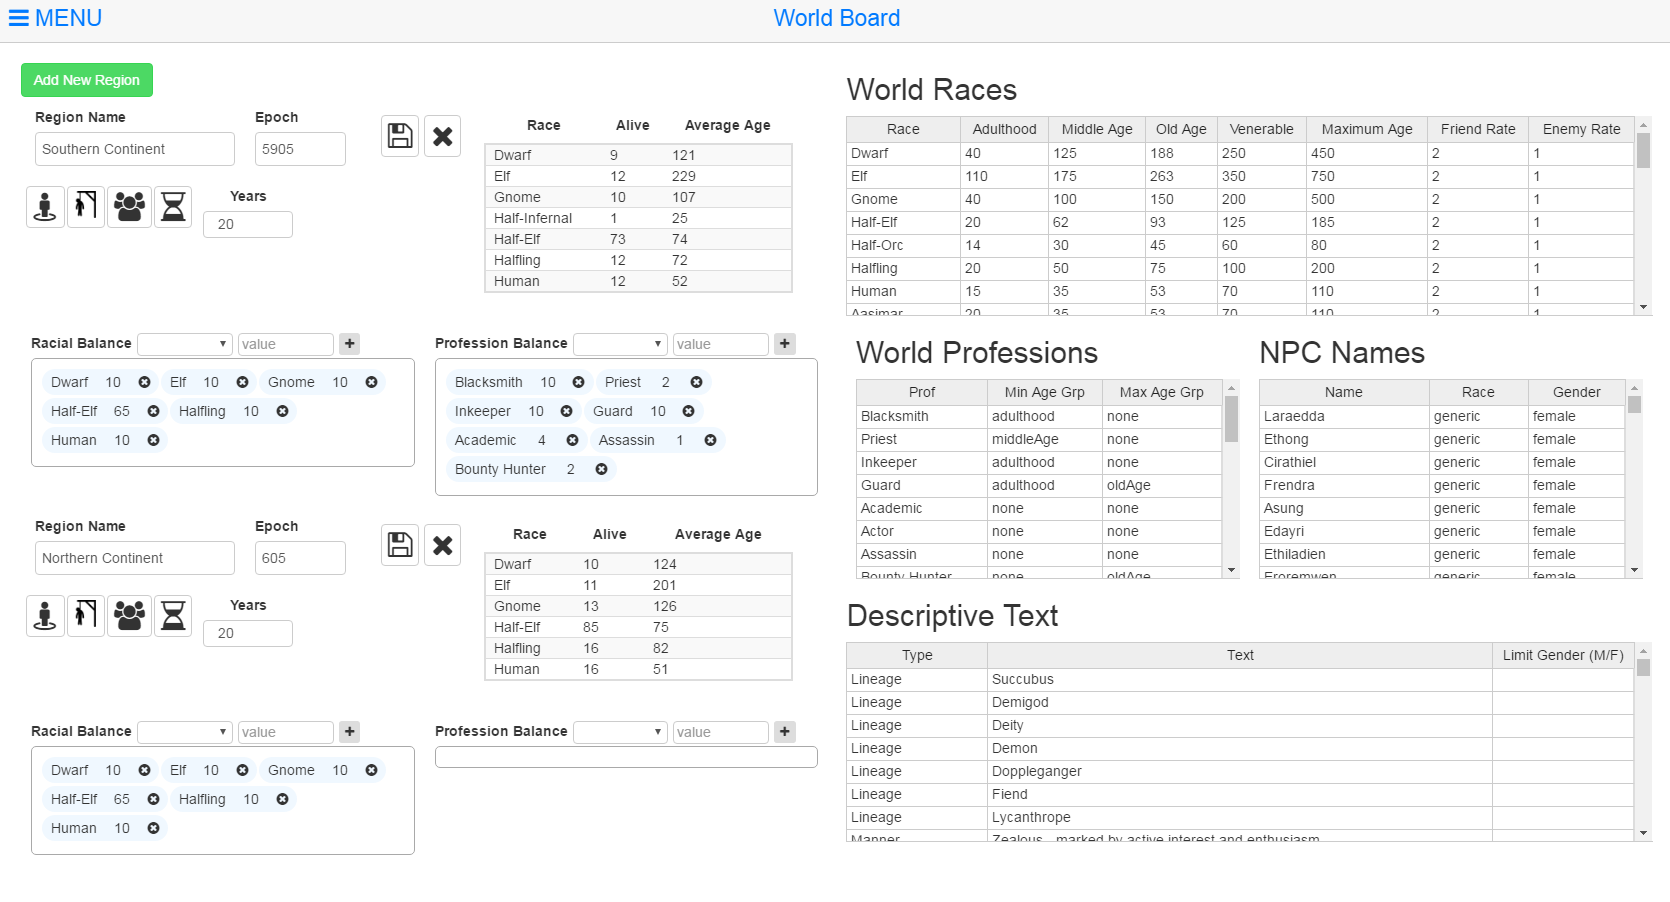 MENU
World Board
Add New Region
Region Name
Epoch
Southern Continent
5905
Years
20
Race Alive Average Age
Dwarf 9 121
Elf 12 229
Gnome 10 107
Half-Infernal 1 25
Half-Elf 73 74
Halfling 12 72
Human 12 52
Racial Balance value
Dwarf 10 Elf 10 Gnome 10
Half-Elf 65 Halfling 10
Human 10
Profession Balance value
Blacksmith 10 Priest 2
Inkeeper 10 Guard 10
Academic 4 Assassin 1
Bounty Hunter 2
Region Name
Epoch
Northern Continent
605
Years
20
Race Alive Average Age
Dwarf 10 124
Elf 11 201
Gnome 13 126
Half-Elf 85 75
Halfling 16 82
Human 16 51
Racial Balance value
Dwarf 10 Elf 10 Gnome 10
Half-Elf 65 Halfling 10
Human 10
Profession Balance value
World Races
Race Adulthood Middle Age Old Age Venerable Maximum Age Friend Rate Enemy Rate
Dwarf 40 125 188 250 450 2 1
Elf 110 175 263 350 750 2 1
Gnome 40 100 150 200 500 2 1
Half-Elf 20 62 93 125 185 2 1
Half-Orc 14 30 45 60 80 2 1
Halfling 20 50 75 100 200 2 1
Human 15 35 53 70 110 2 1
Aasimar 20 35 53 70 110 2 1
World Professions
Prof Min Age Grp Max Age Grp
Blacksmith adulthood none
Priest middleAge none
Inkeeper adulthood none
Guard adulthood oldAge
Academic none none
Actor none none
Assassin none none
Bounty Hunter none oldAge
NPC Names
Name Race Gender
Laraedda generic female
Ethong generic female
Cirathiel generic female
Frendra generic female
Asung generic female
Edayri generic female
Ethiladien generic female
Eroremwen generic female
Descriptive Text
Type Text Limit Gender (M/F)
Lineage Succubus
Lineage Demigod
Lineage Deity
Lineage Demon
Lineage Doppleganger
Lineage Fiend
Lineage Lycanthrope
Manner Zealous - marked by active interest and enthusiasm